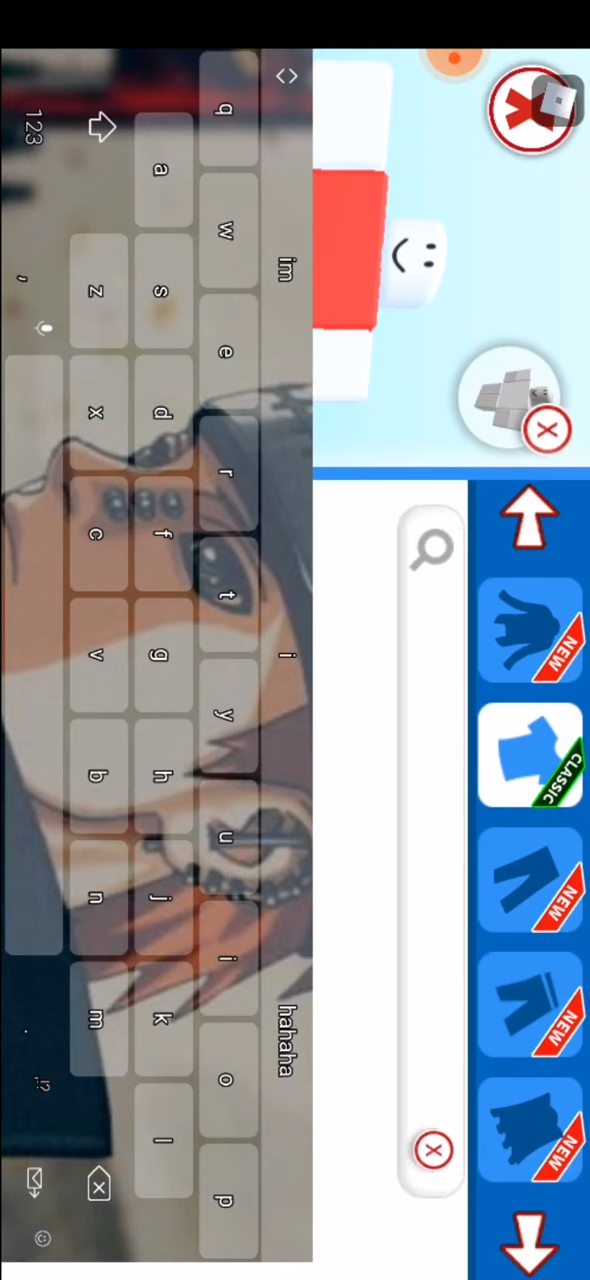 NEW
CLASSIC
NEW
NEW
NEW
im i hahaha
q w e r t y u i o p
a s d f g h j k l
z x c v b n m
123 , . ,!?